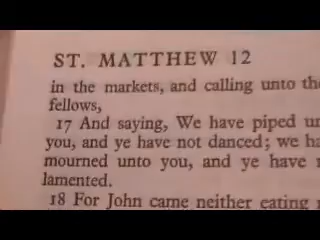 ST. MATTHEW 12
in the markets, and calling unto
fellows,
17 And saying, We have piped
you, and ye have not danced; we
mourned unto you, and ye have
lamented.
18 For John came neither eating